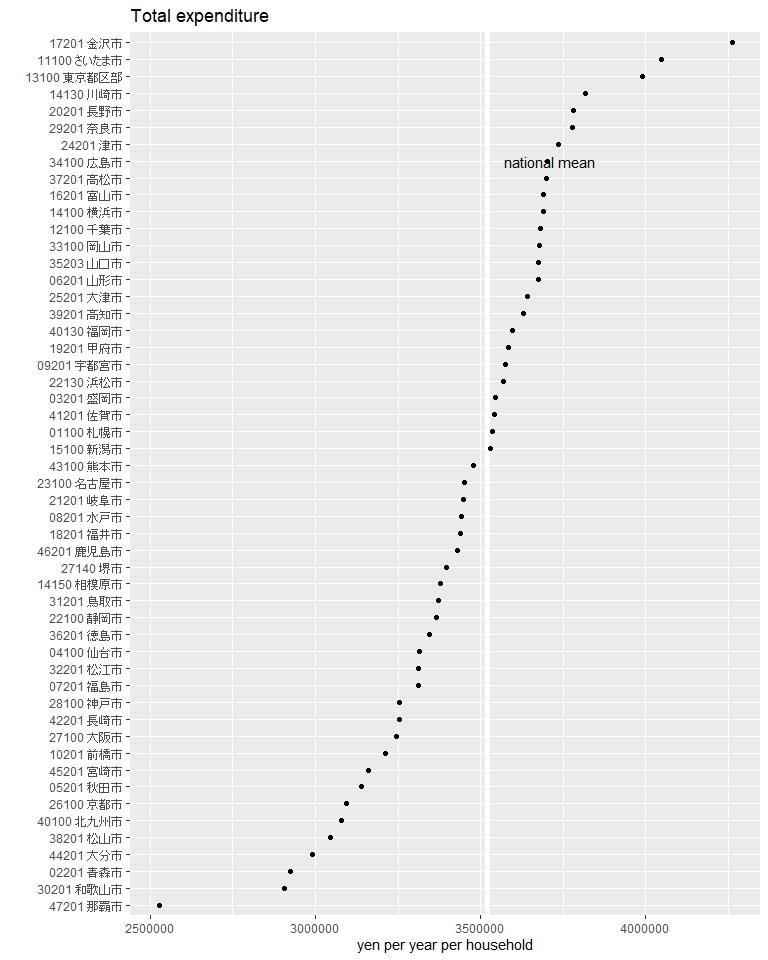 Total expenditure
17201 金沢市
11100 さいたま市
13100 東京都区部
14130 川崎市
20201 長野市
29201 奈良市
24201 津市
34100 広島市
national mean
37201 高松市
16201 富山市
14100 横浜市
12100 千葉市
33100 岡山市
35203 山口市
06201 山形市
25201 大津市
39201 高知市
40130 福岡市
19201 甲府市
09201 宇都宮市
22130 浜松市
03201 盛岡市
41201 佐賀市
01100 札幌市
15100 新潟市
43100 熊本市
23100 名古屋市
21201 岐阜市
08201 水戸市
18201 福井市
46201 鹿児島市
27140 堺市
14150 相模原市
31201 鳥取市
22100 静岡市
36201 徳島市
04100 仙台市
32201 松江市
07201 福島市
28100 神戸市
42201 長崎市
27100 大阪市
10201 前橋市
45201 宮崎市
05201 秋田市
26100 京都市
40100 北九州市
38201 松山市
44201 大分市
02201 青森市
30201 和歌山市
47201 那覇市
2500000 3000000 3500000 4000000
yen per year per household